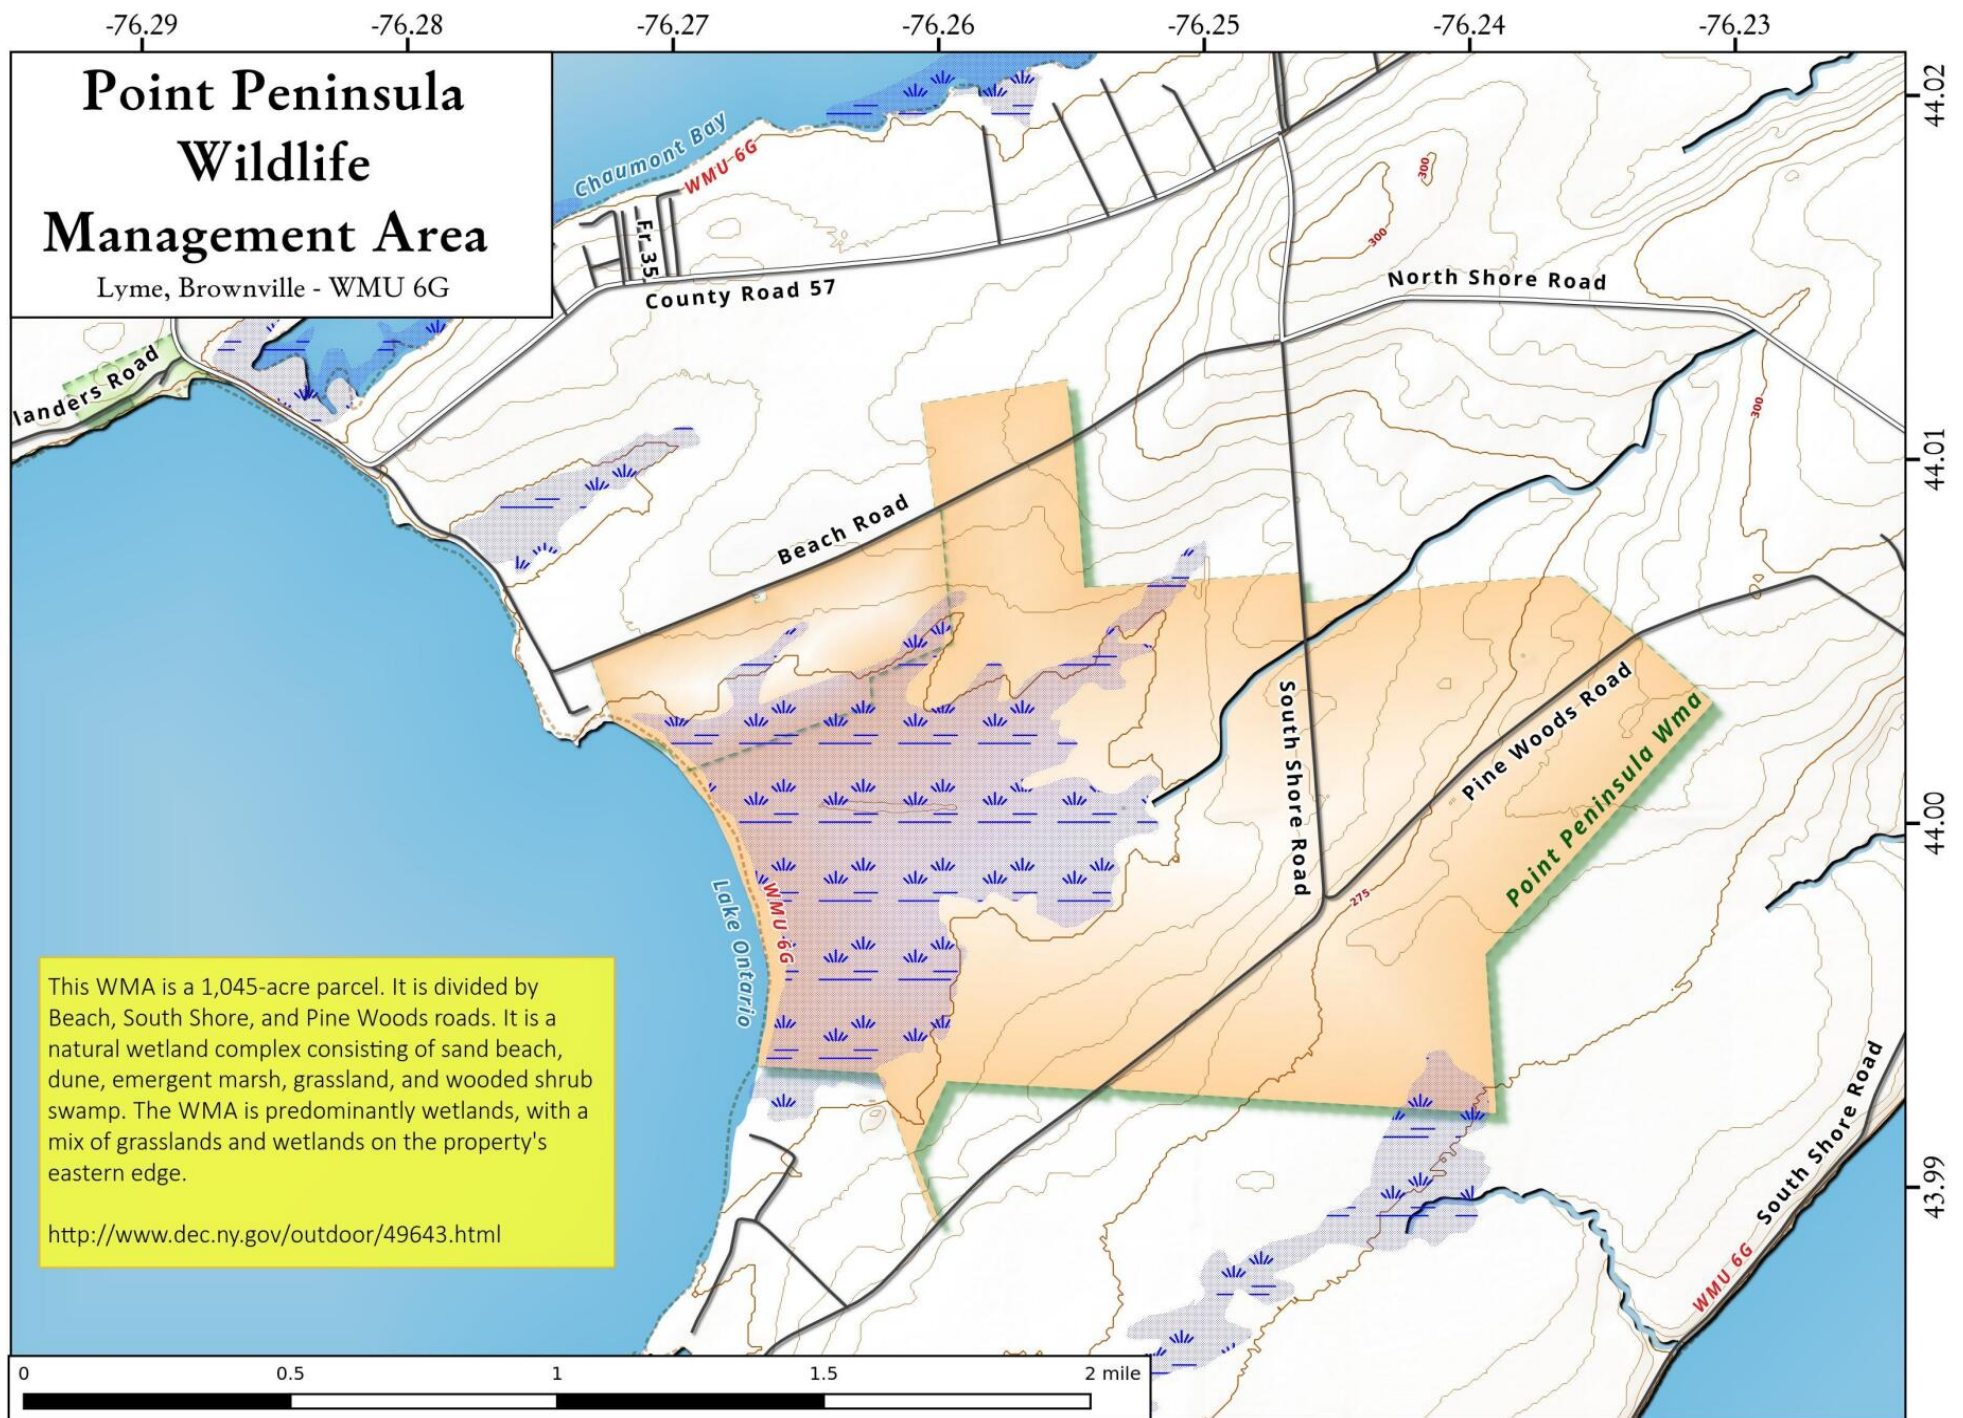 -76.29
-76.28
-76.27
-76.26
-76.25
-76.24
-76.23
Point Peninsula
Wildlife
Management Area
Lyme, Brownville - WMU 6G
44.02
44.01
44.00
43.99
Chaumont Bay
WMU 6G
Fr 35
County Road 57
300
300
North Shore Road
300
landers Road
Beach Road
South Shore Road
Pine Woods Road
Point Peninsula Wma
275
Lake Ontario
WMU 6G
South Shore Road
WMU 6G
This WMA is a 1,045-acre parcel. It is divided by
Beach, South Shore, and Pine Woods roads. It is a
natural wetland complex consisting of sand beach,
dune, emergent marsh, grassland, and wooded shrub
swamp. The WMA is predominantly wetlands, with a
mix of grasslands and wetlands on the property's
eastern edge.
http://www.dec.ny.gov/outdoor/49643.html
0 0.5 1 1.5 2 mile